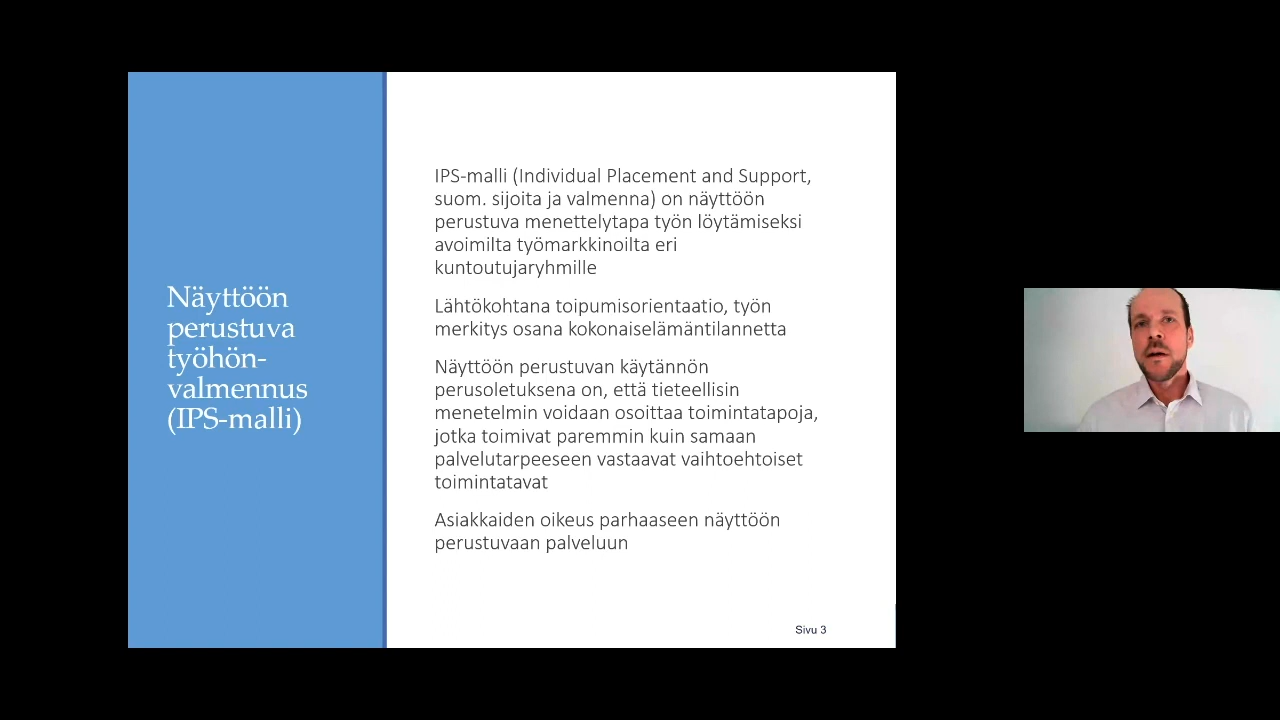 Näyttöön
perustuva
työhön-
valmennus
(IPS-malli)
IPS-malli (Individual Placement and Support,
suom. sijoita ja valmenna) on näyttöön
perustuva menettelytapa työn löytämiseksi
avoimilta työmarkkinoilta eri
kuntoutujaryhmille
Lähtökohtana toipumisorientaatio, työn
merkitys osana kokonaiselämäntilannetta
Näyttöön perustuvan käytännön
perusoletuksena on, että tieteellisin
menetelmin voidaan osoittaa toimintatapoja,
jotka toimivat paremmin kuin samaan
palvelutarpeeseen vastaavat vaihtoehtoiset
toimintatavat
Asiakkaiden oikeus parhaaseen näyttöön
perustuvaan palveluun
Sivu 3